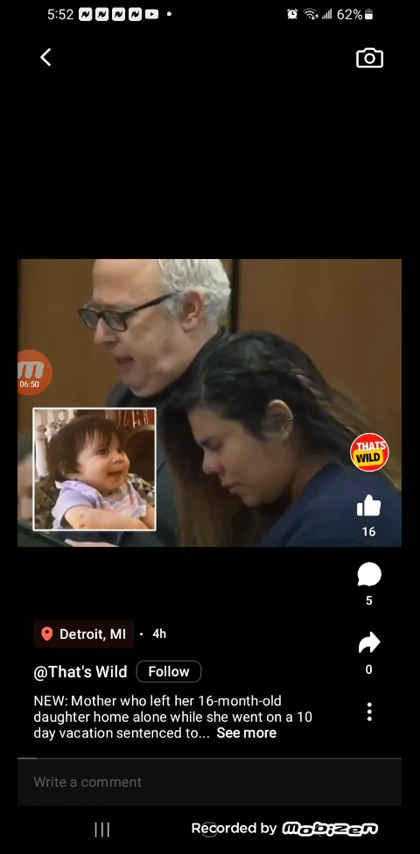 5:52
62%
06:50
THATS
WILD
16
5
Detroit, MI · 4h
0
@That's Wild Follow
NEW: Mother who left her 16-month-old
daughter home alone while she went on a 10
day vacation sentenced to... See more
Write a comment
Recorded by Mobizen